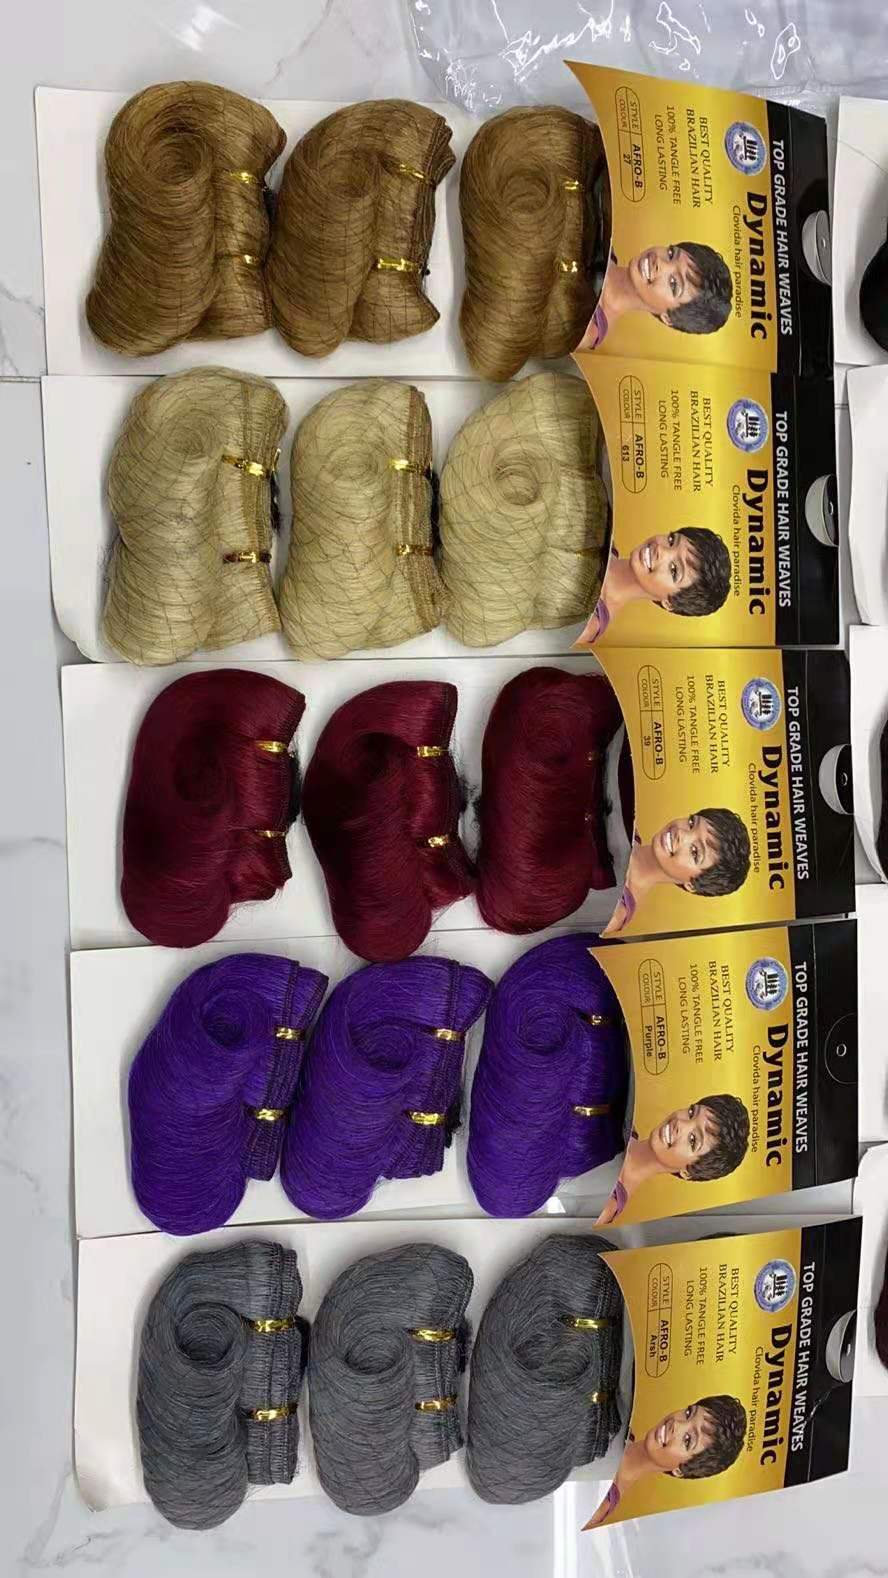 TOP GRADE HAIR WEAVES
Dynamic
Clovida hair paradise
BEST QUALITY
BRAZILIAN HAIR
100% TANGLE FREE
LONG LASTING
STYLE AFRO-B
COLOUR 27
TOP GRADE HAIR WEAVES
Dynamic
Clovida hair paradise
BEST QUALITY
BRAZILIAN HAIR
100% TANGLE FREE
LONG LASTING
STYLE AFRO-B
COLOUR 613
TOP GRADE HAIR WEAVES
Dynamic
Clovida hair paradise
BEST QUALITY
BRAZILIAN HAIR
100% TANGLE FREE
LONG LASTING
STYLE AFRO-B
COLOUR 39
TOP GRADE HAIR WEAVES
Dynamic
Clovida hair paradise
BEST QUALITY
BRAZILIAN HAIR
100% TANGLE FREE
LONG LASTING
STYLE AFRO-B
COLOUR Purple
TOP GRADE HAIR WEAVES
Dynamic
Clovida hair paradise
BEST QUALITY
BRAZILIAN HAIR
100% TANGLE FREE
LONG LASTING
STYLE AFRO-B
COLOUR Arsh